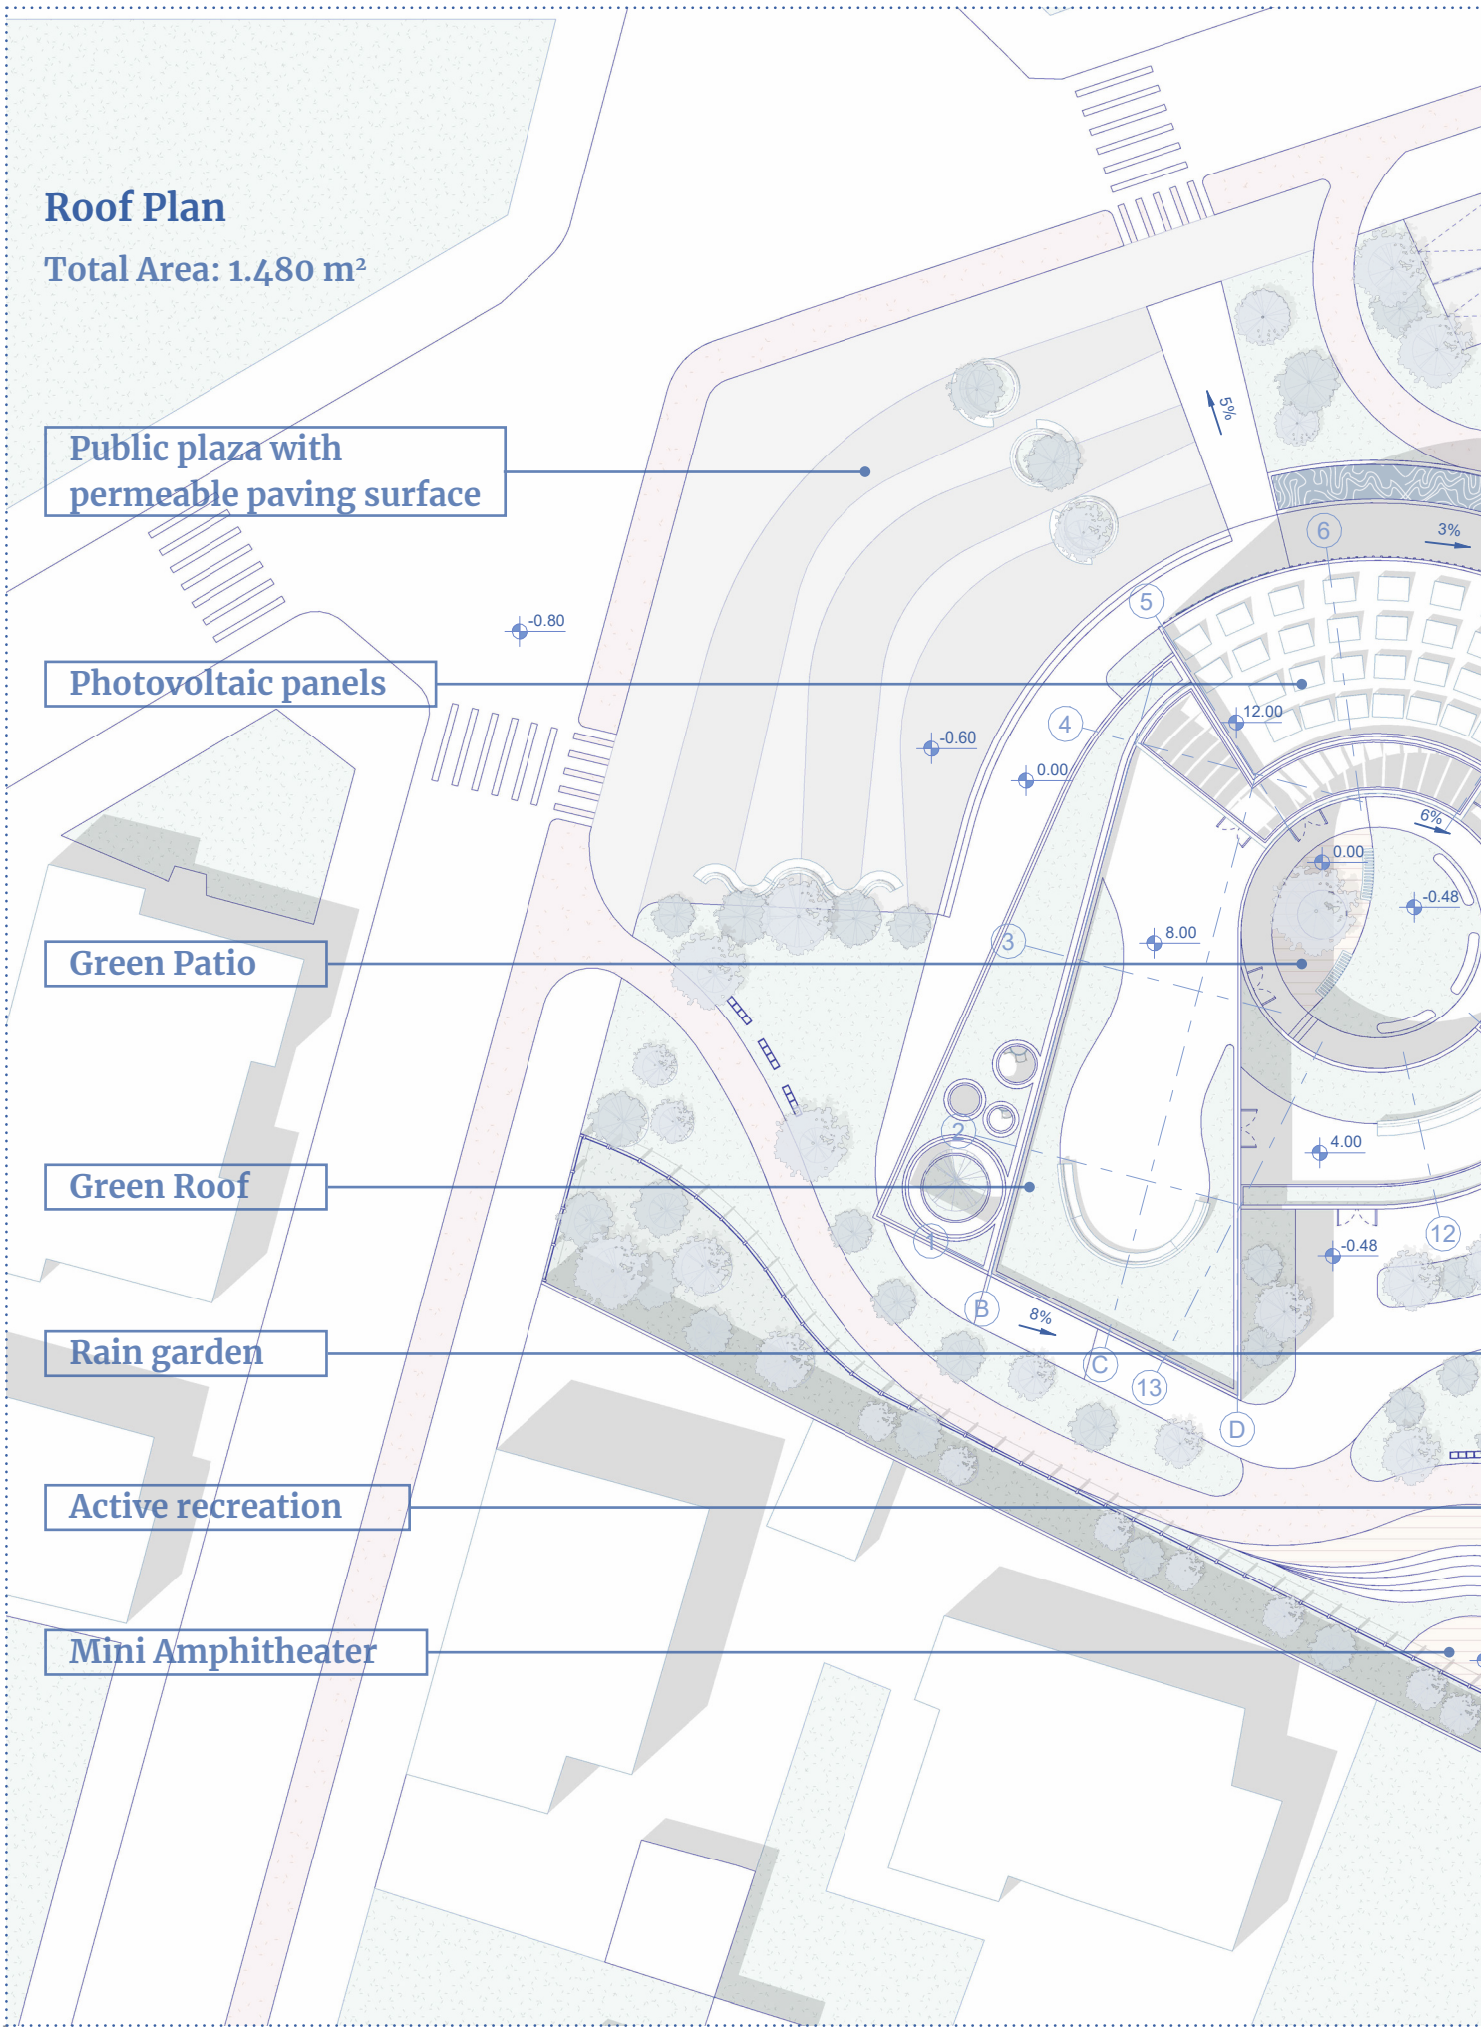 Roof Plan
Total Area: 1.480 m²
Public plaza with
permeable paving surface
Photovoltaic panels
Green Patio
Green Roof
Rain garden
Active recreation
Mini Amphitheater
5%
6
3%
5
-0.80
4
12.00
-0.60
0.00
6%
0.00
-0.48
3
8.00
2
4.00
1
12
-0.48
B
8%
C
13
D